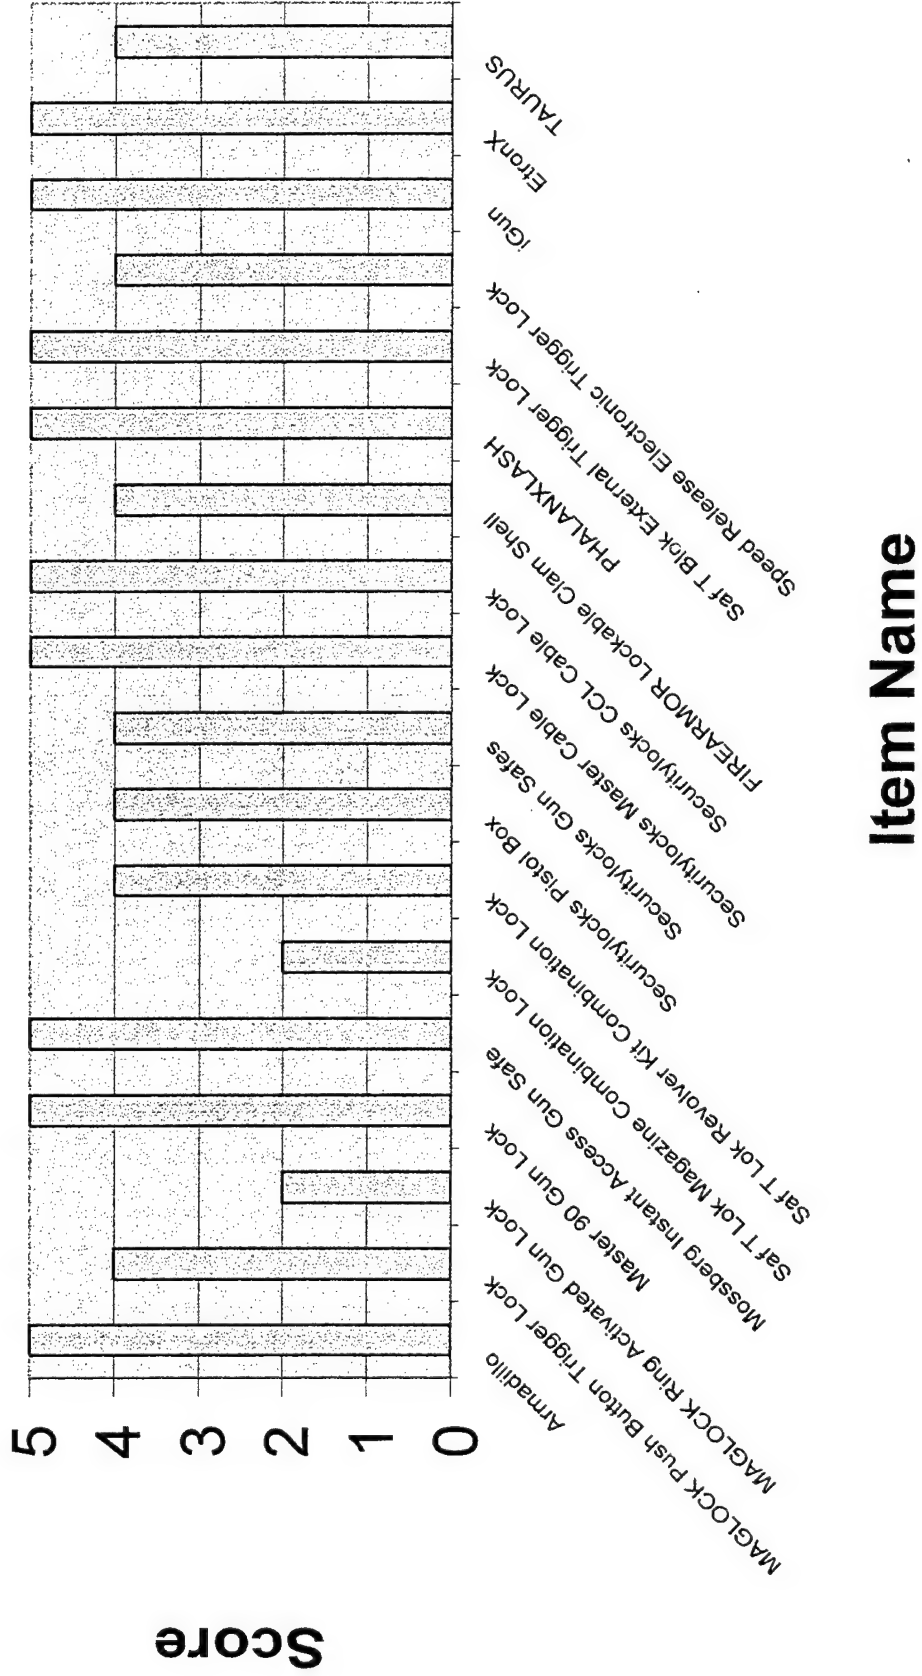 Score
5
4
3
2
1
0
Armadillo
MAGLOCK Push Button Trigger Lock
MAGLOCK Ring Activated Gun Lock
Master 90 Gun Lock
Mossberg Instant Access Gun Safe
Saf T Lok Magazine Combination Lock
Saf T Lok Revolver Kit Combination Lock
Securitylocks Pistol Box
Securitylocks Gun Safes
Securitylocks Master Cable Lock
Securitylocks CCL Cable Lock
FIREARMOR Lockable Clam Shell
PHALANXLASH
Saf T Blok External Trigger Lock
Speed Release Electronic Trigger Lock
iGun
EtronX
TAURUS
Item Name